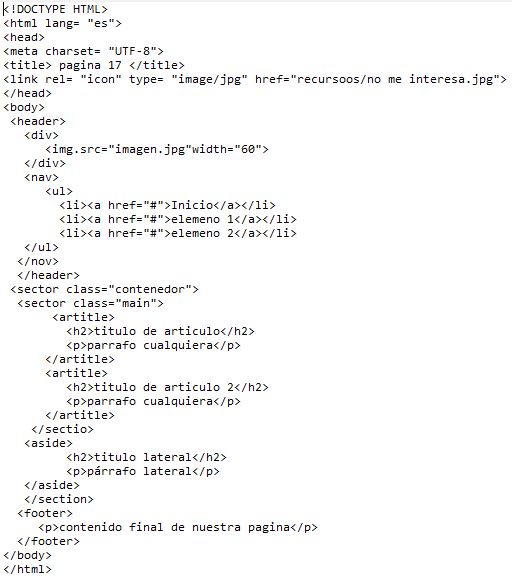 <!DOCTYPE HTML>
<html lang= "es">
<head>
<meta charset= "UTF-8">
<title> pagina 17 </title>
<link rel= "icon" type= "image/jpg" href="recursoos/no me interesa.jpg">
</head>
<body>
<header>
<div>
<img.src="imagen.jpg"width="60">
</div>
<nav>
<ul>
<li><a href="#">Inicio</a></li>
<li><a href="#">elemeno 1</a></li>
<li><a href="#">elemeno 2</a></li>
</ul>
</nov>
</header>
<sector class="contenedor">
<sector class="main">
<artitle>
<h2>titulo de articulo</h2>
<p>parrafo cualquiera</p>
</artitle>
<artitle>
<h2>titulo de articulo 2</h2>
<p>parrafo cualquiera</p>
</artitle>
</sectio>
<aside>
<h2>titulo lateral</h2>
<p>párrafo lateral</p>
</aside>
</section>
<footer>
<p>contenido final de nuestra pagina</p>
</footer>
</body>
</html>